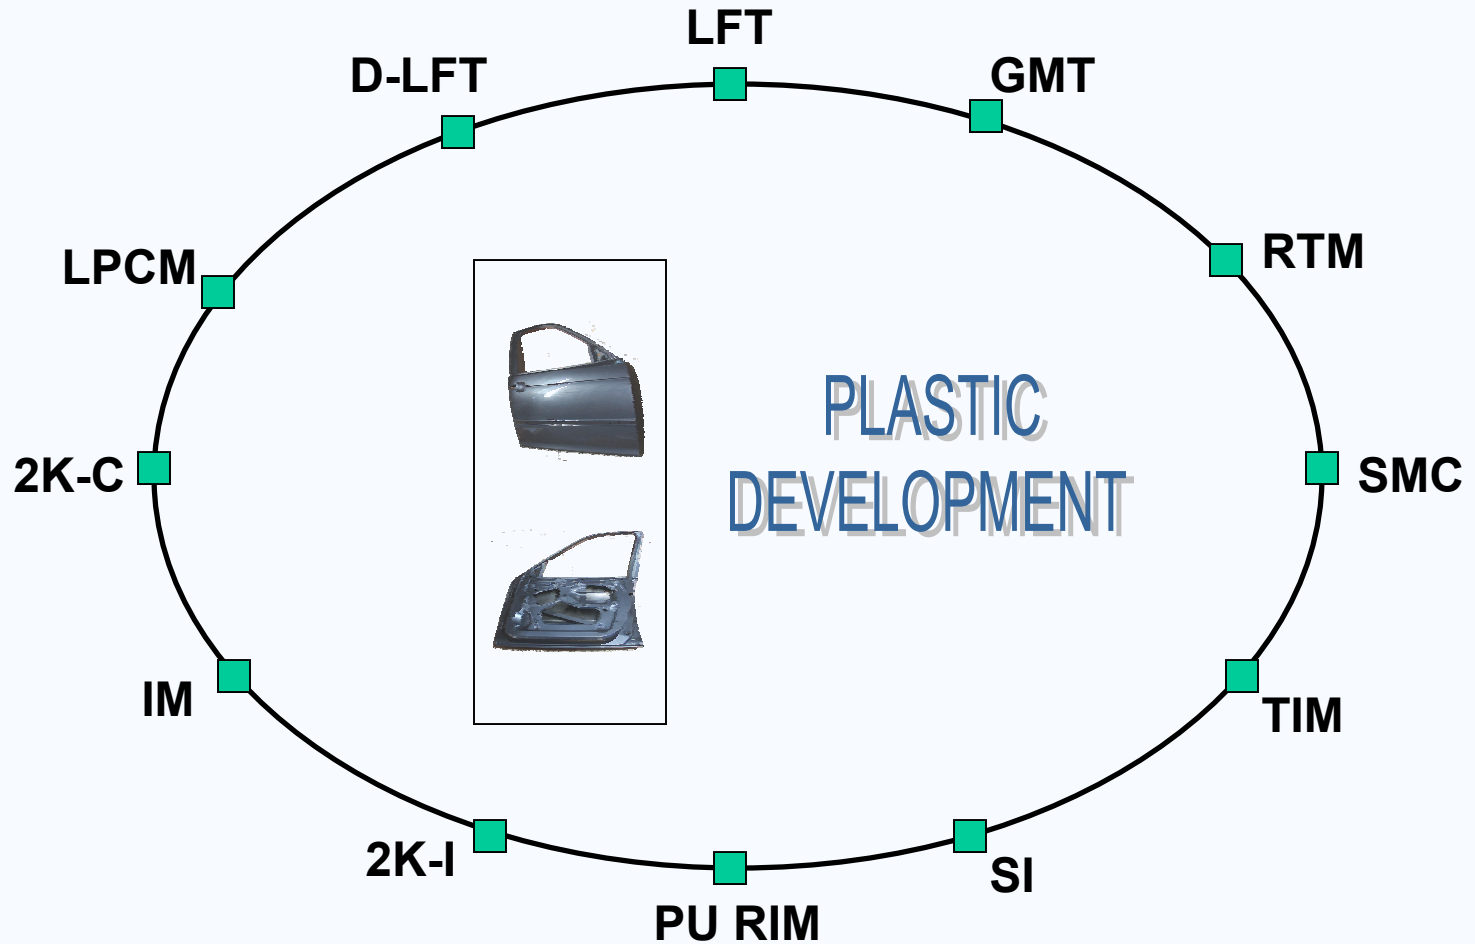 LFT
D-LFT
GMT
LPCM
RTM
PLASTIC
DEVELOPMENT
2K-C
SMC
IM
TIM
2K-I
SI
PU RIM